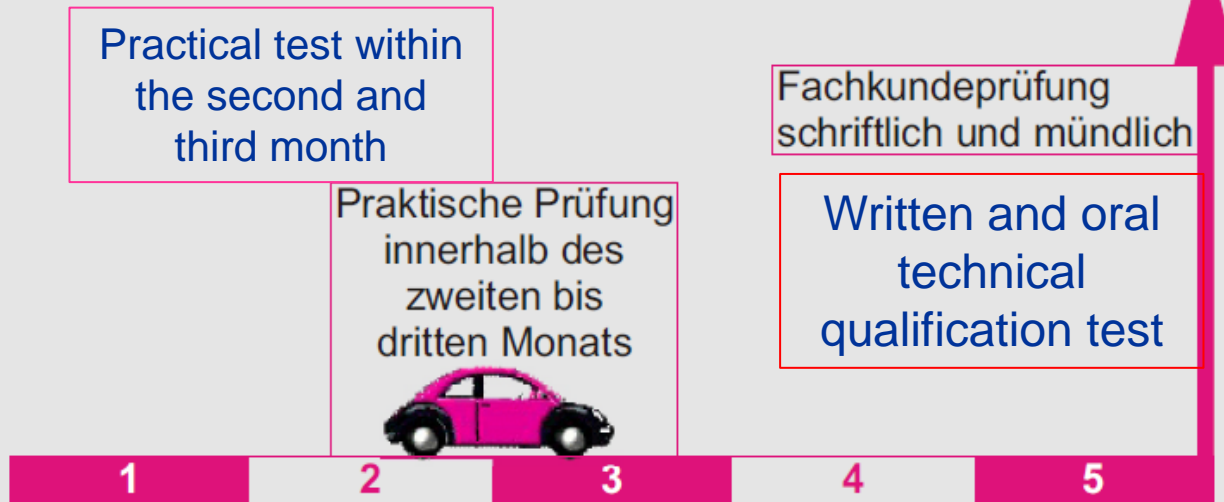 Practical test within
the second and
third month
Fachkundeprüfung
schriftlich und mündlich
Praktische Prüfung
innerhalb des
zweiten bis
dritten Monats
Written and oral
technical
qualification test
1 2 3 4 5